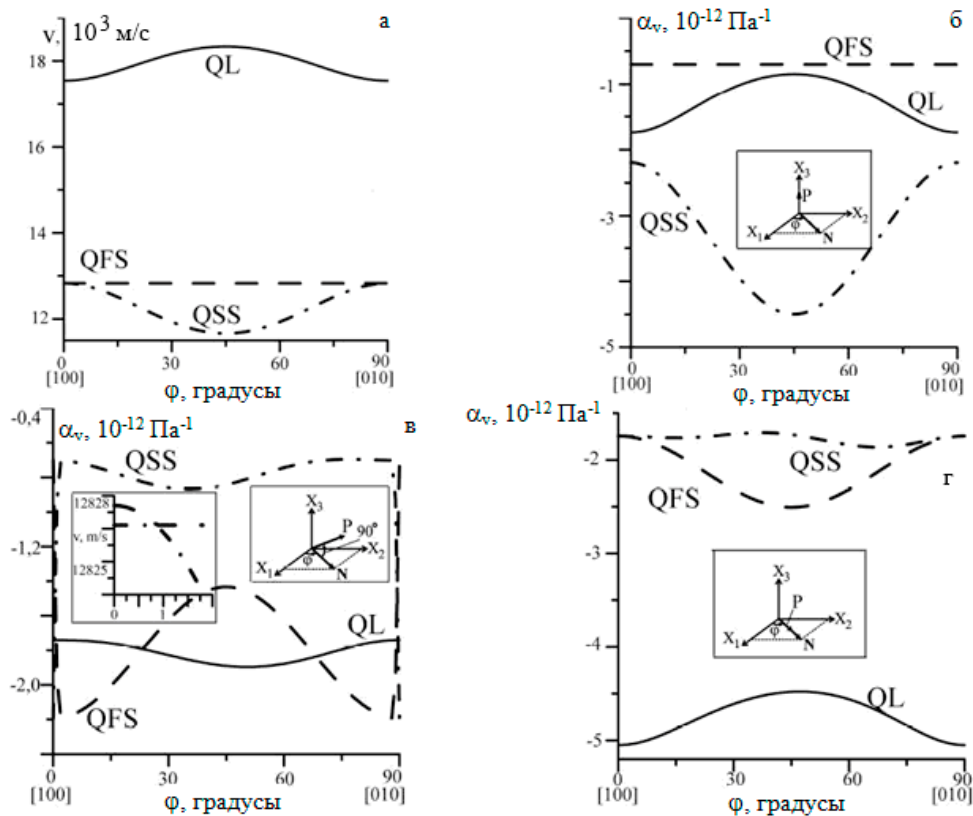 v, 10³ м/с
а
18
16
14
12
QL
QFS
QSS
0 30 60 90
[100] [010]
φ, градусы
αᵥ, 10⁻¹² Па⁻¹
б
-1
-3
-5
QFS
QL
QSS
X₃
P
X₂
X₁
φ
N
0 30 60 90
[100] [010]
φ, градусы
-0,4
αᵥ, 10⁻¹² Па⁻¹
в
-1,2
-2,0
QSS
12828
v, m/s
12825
0 1
X₃
P
90°
X₂
X₁
φ
N
QL
QFS
0 30 60 90
[100] [010]
φ, градусы
αᵥ, 10⁻¹² Па⁻¹
г
-2
-3
-4
-5
QSS
QFS
X₃
P
X₂
X₁
φ
N
QL
0 30 60 90
[100] [010]
φ, градусы